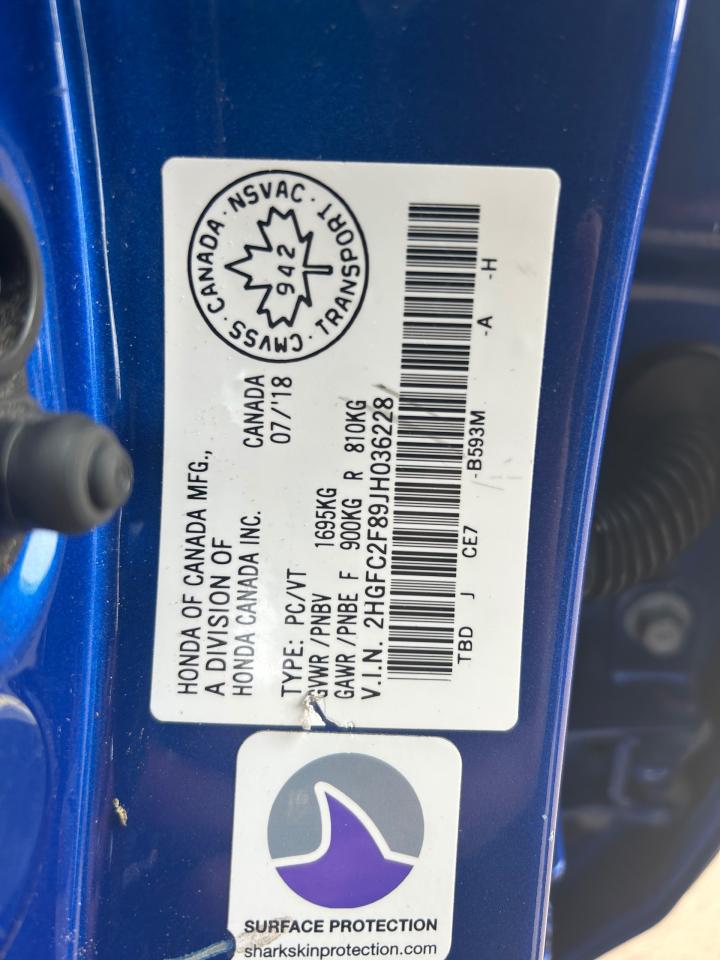 HONDA OF CANADA MFG.,
A DIVISION OF
HONDA CANADA INC.
CANADA
07/'18
CMVSS · CANADA · NSVAC · TRANSPORT ·
942
TYPE: PC/VT
GVWR/PNBV 1695KG
GAWR/PNBE F 900KG R 810KG
V.I.N. 2HGFC2F89JH036228
TBD J CE7 -B593M -A -H
SURFACE PROTECTION
sharkskinprotection.com